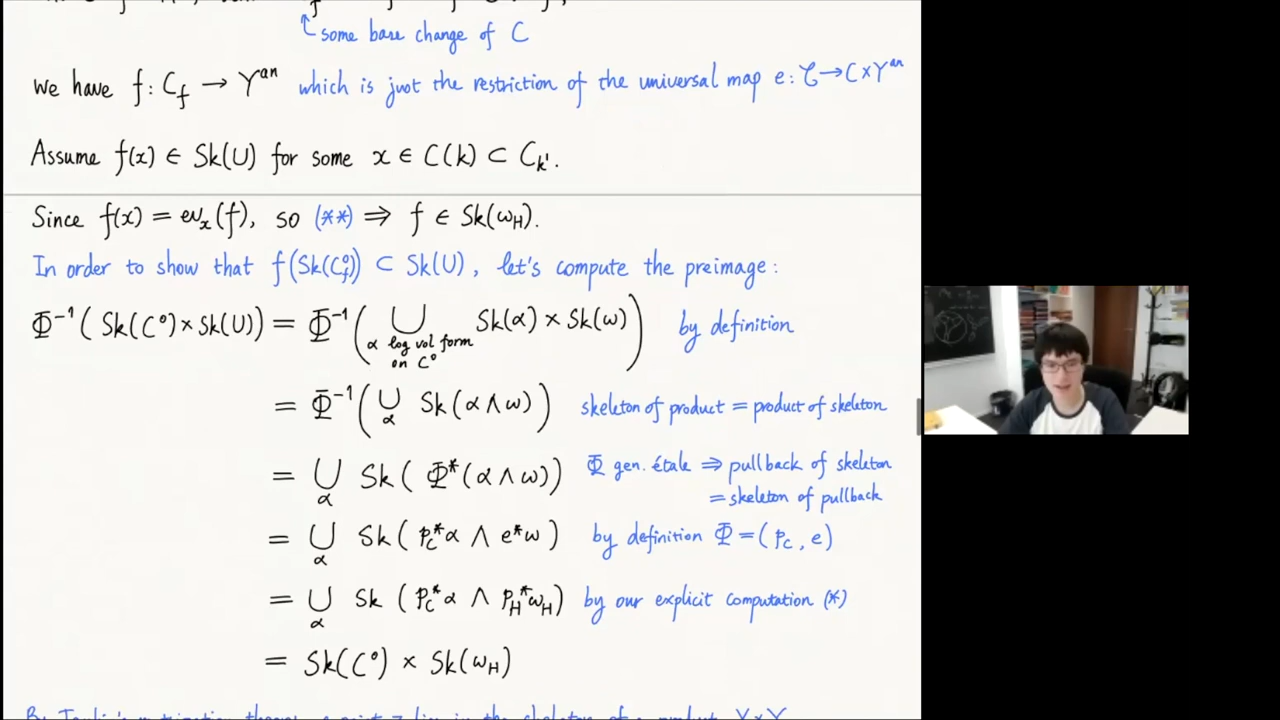 some base change of C
We have f: C_f → Y^an which is just the restriction of the universal map e: 𝒞 → C×Y^an
Assume f(x) ∈ Sk(U) for some x ∈ C(k) ⊂ C_k'.
Since f(x) = ev_x(f), so (**) ⇒ f ∈ Sk(ω_H).
In order to show that f(Sk(C_f^o)) ⊂ Sk(U), let's compute the preimage:
Φ^-1(Sk(C^o)×Sk(U)) = Φ^-1(⋃ Sk(α)×Sk(ω)) by definition
α log vol form
on C^o
= Φ^-1(⋃_α Sk(α∧ω)) skeleton of product = product of skeleton
= ⋃_α Sk(Φ^*(α∧ω)) Φ gen. étale ⇒ pullback of skeleton
= skeleton of pullback
= ⋃_α Sk(p_C^*α ∧ e^*ω) by definition Φ=(p_C, e)
= ⋃_α Sk(p_C^*α ∧ p_H^*ω_H) by our explicit computation (*)
= Sk(C^o) × Sk(ω_H)